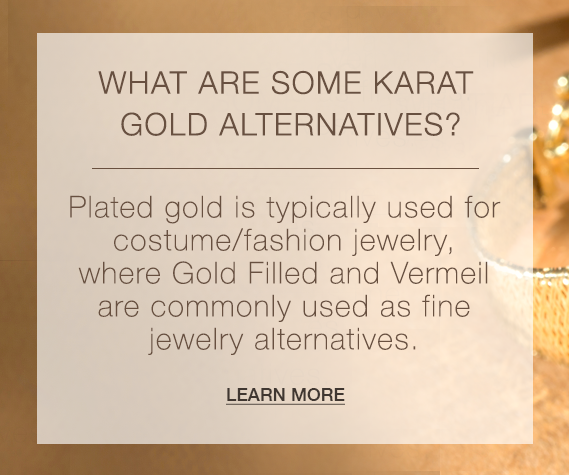 WHAT ARE SOME KARAT
GOLD ALTERNATIVES?
Plated gold is typically used for
costume/fashion jewelry,
where Gold Filled and Vermeil
are commonly used as fine
jewelry alternatives.
LEARN MORE